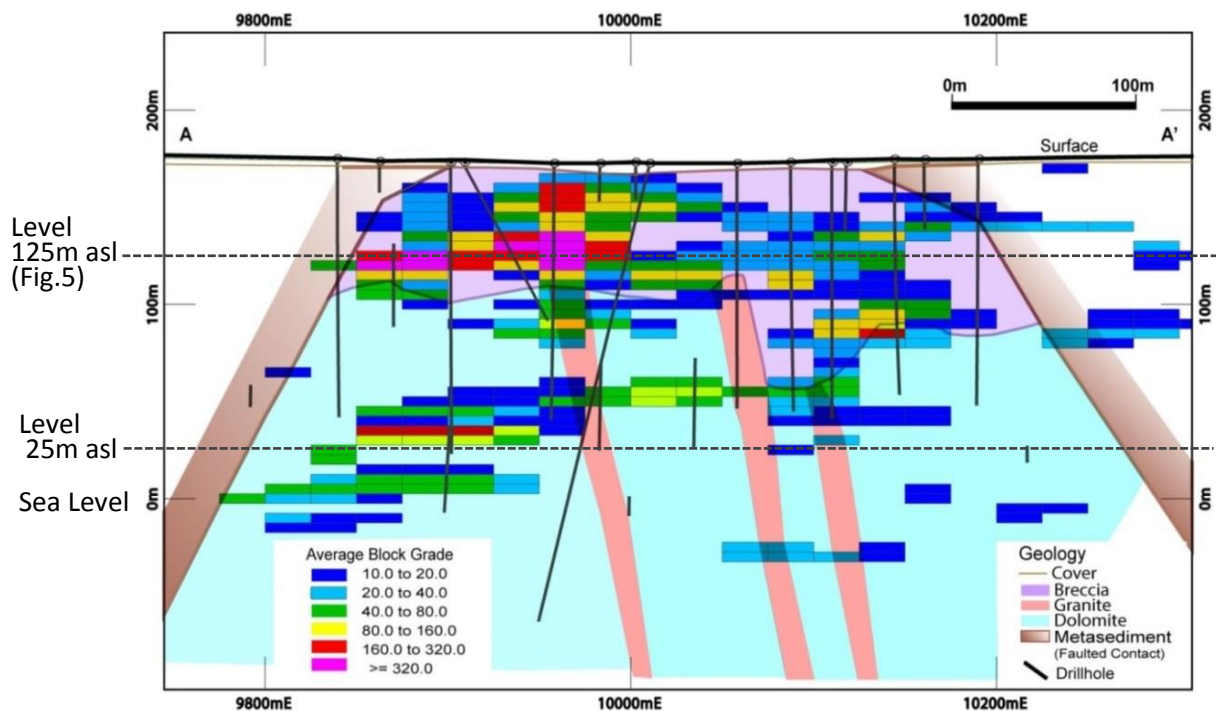 9800mE
10000mE
10200mE
0m
100m
200m
200m
A
A'
Surface
Level
125m asl
(Fig.5)
100m
100m
Level
25m asl
Sea Level
0m
0m
Average Block Grade
10.0 to 20.0
20.0 to 40.0
40.0 to 80.0
80.0 to 160.0
160.0 to 320.0
>= 320.0
Geology
Cover
Breccia
Granite
Dolomite
Metasediment
(Faulted Contact)
Drillhole
9800mE
10000mE
10200mE